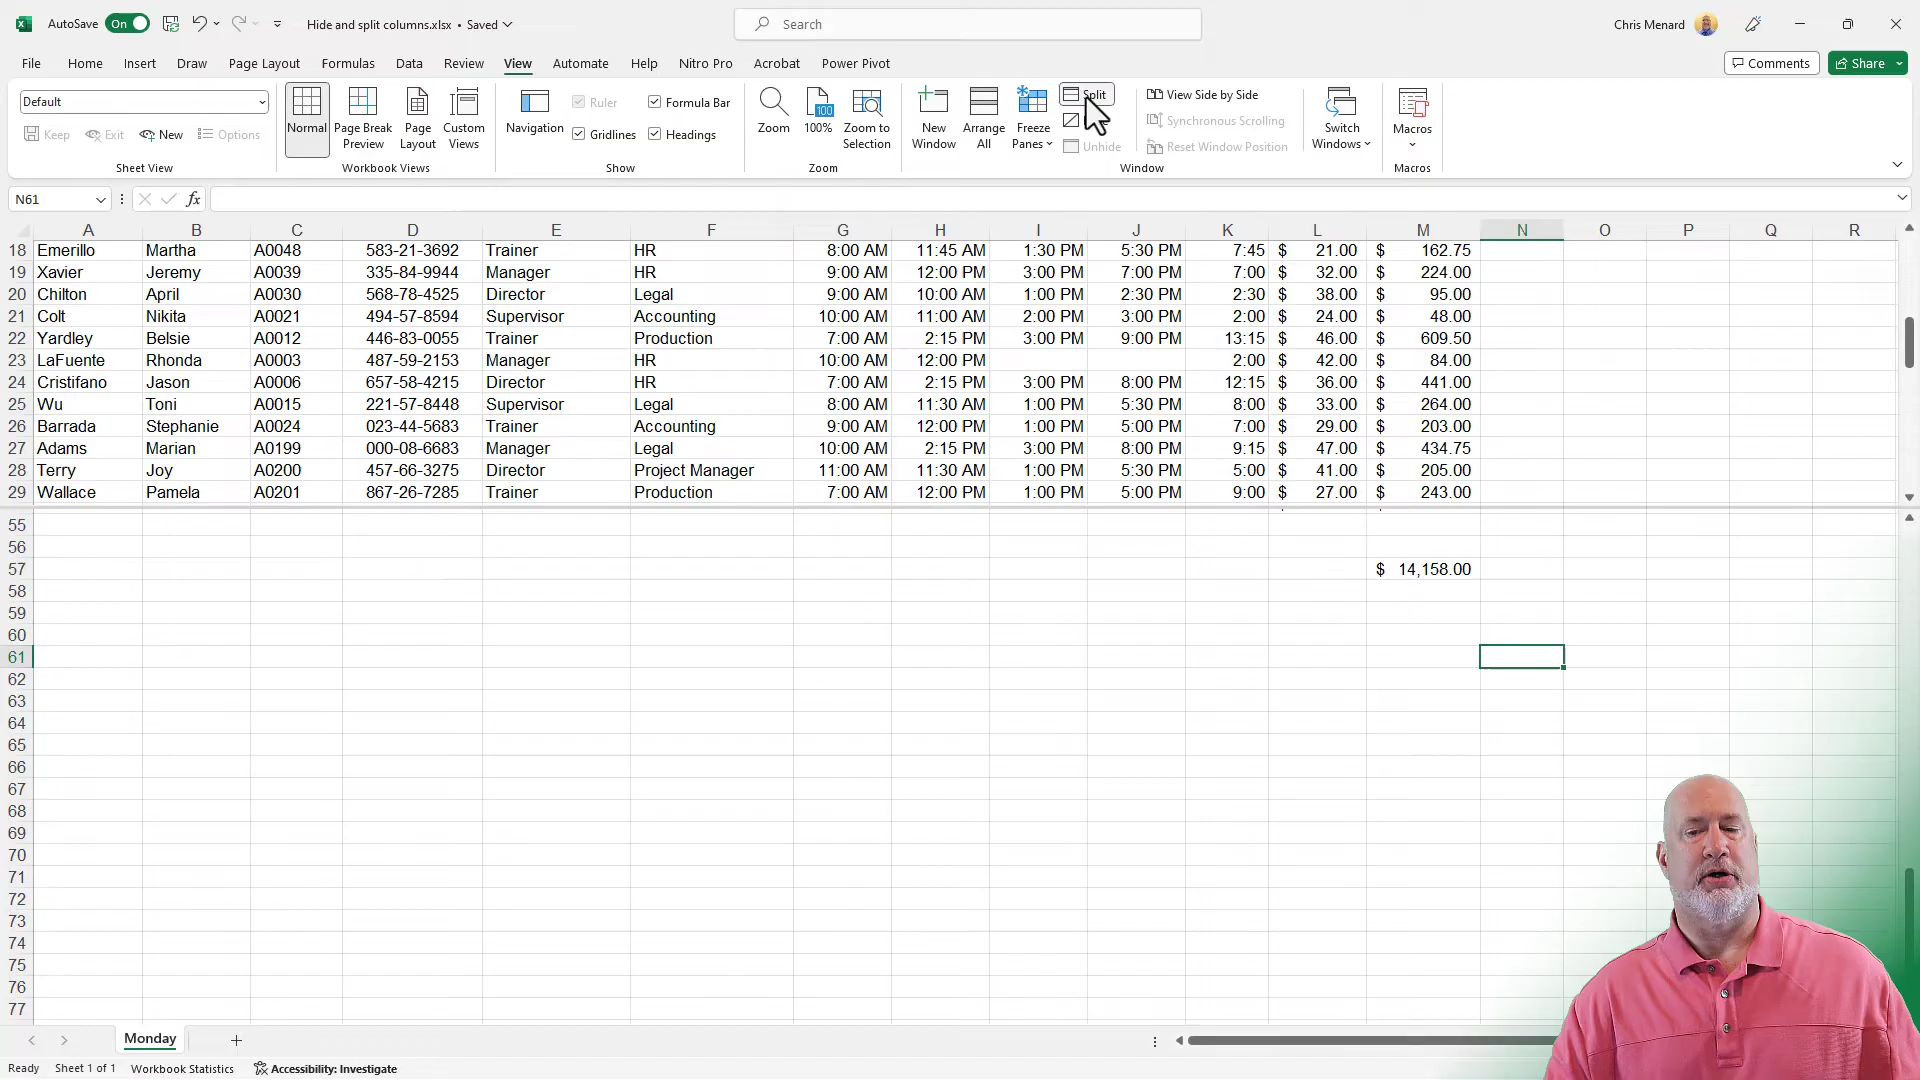 AutoSave On Hide and split columns.xlsx • Saved Search Chris Menard
File Home Insert Draw Page Layout Formulas Data Review View Automate Help Nitro Pro Acrobat Power Pivot Comments Share
Default
Keep Exit New Options
Sheet View
Normal Page Break Preview Page Layout Custom Views
Workbook Views
Navigation Ruler Formula Bar
Gridlines Headings
Show
Zoom 100 100% Zoom to Selection
Zoom
New Window Arrange All Freeze Panes Split
Unhide
View Side by Side
Synchronous Scrolling
Reset Window Position
Switch Windows
Window
Macros
Macros
N61 fx
A B C D E F G H I J K L M N O P Q R
18 Emerillo Martha A0048 583-21-3692 Trainer HR 8:00 AM 11:45 AM 1:30 PM 5:30 PM 7:45 $ 21.00 $ 162.75
19 Xavier Jeremy A0039 335-84-9944 Manager HR 9:00 AM 12:00 PM 3:00 PM 7:00 PM 7:00 $ 32.00 $ 224.00
20 Chilton April A0030 568-78-4525 Director Legal 9:00 AM 10:00 AM 1:00 PM 2:30 PM 2:30 $ 38.00 $ 95.00
21 Colt Nikita A0021 494-57-8594 Supervisor Accounting 10:00 AM 11:00 AM 2:00 PM 3:00 PM 2:00 $ 24.00 $ 48.00
22 Yardley Belsie A0012 446-83-0055 Trainer Production 7:00 AM 2:15 PM 3:00 PM 9:00 PM 13:15 $ 46.00 $ 609.50
23 LaFuente Rhonda A0003 487-59-2153 Manager HR 10:00 AM 12:00 PM 2:00 $ 42.00 $ 84.00
24 Cristifano Jason A0006 657-58-4215 Director HR 7:00 AM 2:15 PM 3:00 PM 8:00 PM 12:15 $ 36.00 $ 441.00
25 Wu Toni A0015 221-57-8448 Supervisor Legal 8:00 AM 11:30 AM 1:00 PM 5:30 PM 8:00 $ 33.00 $ 264.00
26 Barrada Stephanie A0024 023-44-5683 Trainer Accounting 9:00 AM 12:00 PM 1:00 PM 5:00 PM 7:00 $ 29.00 $ 203.00
27 Adams Marian A0199 000-08-6683 Manager Legal 10:00 AM 2:15 PM 3:00 PM 8:00 PM 9:15 $ 47.00 $ 434.75
28 Terry Joy A0200 457-66-3275 Director Project Manager 11:00 AM 11:30 AM 1:00 PM 5:30 PM 5:00 $ 41.00 $ 205.00
29 Wallace Pamela A0201 867-26-7285 Trainer Production 7:00 AM 12:00 PM 1:00 PM 5:00 PM 9:00 $ 27.00 $ 243.00
55
56
57 $ 14,158.00
58
59
60
61
62
63
64
65
66
67
68
69
70
71
72
73
74
75
76
77
Monday
Ready Sheet 1 of 1 Workbook Statistics Accessibility: Investigate